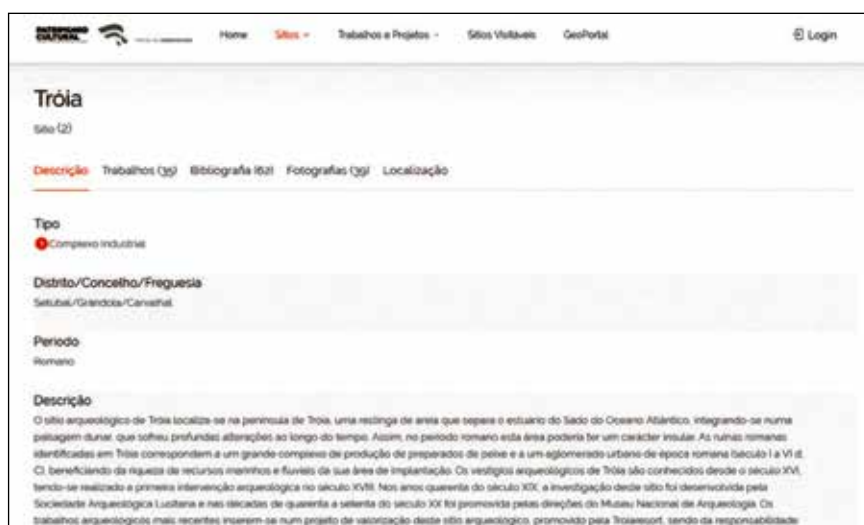 PATRIMÓNIO CULTURAL
Home Sítios Trabalhos e Projetos Sítios Visitáveis GeoPortal Login
Tróia
Sítio (2)
Descrição Trabalhos (35) Bibliografia (62) Fotografias (39) Localização
Tipo
Complexo Industrial
Distrito/Concelho/Freguesia
Setúbal/Grândola/Carvalhal
Período
Romano
Descrição
O sítio arqueológico de Tróia localiza-se na península de Tróia, uma restinga de areia que separa o estuário do Sado do Oceano Atlântico, integrando-se numa
paisagem dunar, que sofreu profundas alterações ao longo do tempo. Assim, no período romano esta área poderia ter um carácter insular. As ruínas romanas
identificadas em Tróia correspondem a um grande complexo de produção de preparados de peixe e a um aglomerado urbano de época romana (século I a VI d.
C), beneficiando da riqueza de recursos marinhos e fluviais da sua área de implantação. Os vestígios arqueológicos de Tróia são conhecidos desde o século XVI,
tendo-se realizado a primeira intervenção arqueológica no século XVIII. Nos anos quarenta do século XIX, a investigação deste sítio foi desenvolvida pela
Sociedade Arqueológica Lusitana e nas décadas de quarenta a setenta do século XX foi promovida pelas direções do Museu Nacional de Arqueologia. Os
trabalhos arqueológicos mais recentes inserem-se num projeto de valorização deste sítio arqueológico, promovido pela Troiaresort, sendo da responsabilidade